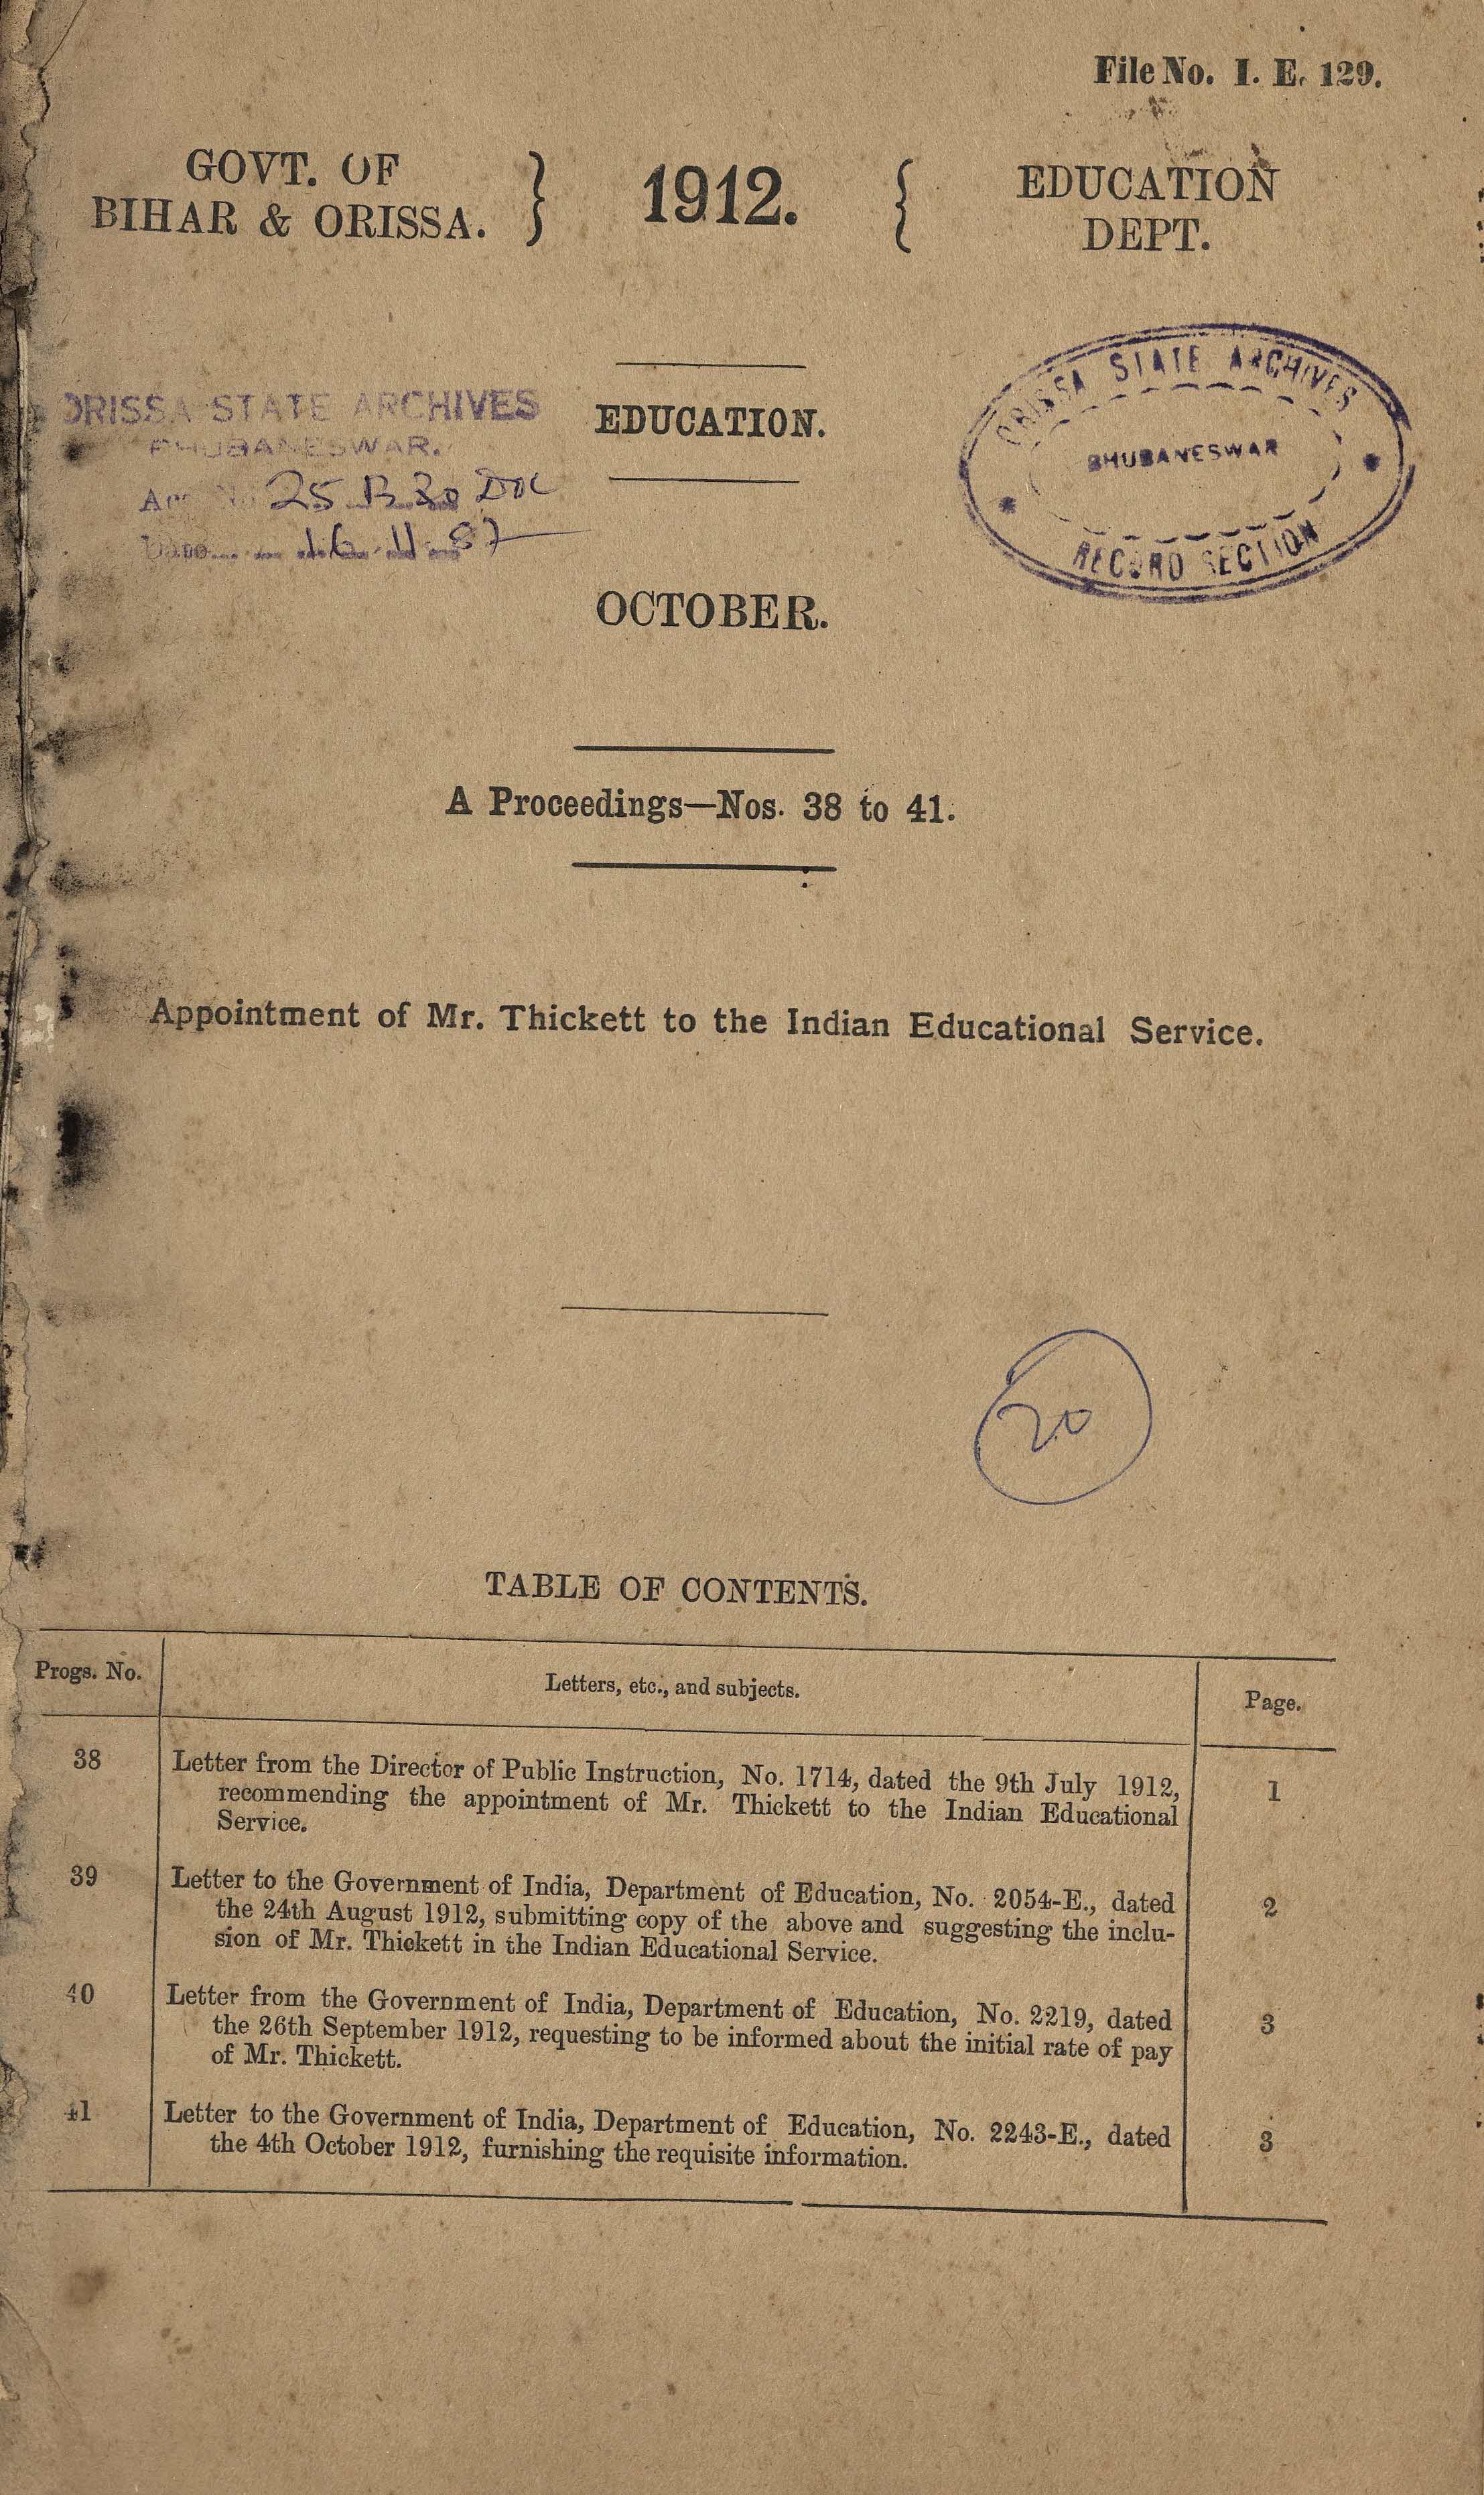 File No. I. E. 129.
GOVT. OF
BIHAR & ORISSA.
1912.
EDUCATION
DEPT.
ORISSA STATE ARCHIVES
BHUBANESWAR.
25 B 20 DOC
Date 16.11.87
ORISSA STATE ARCHIVES
BHUBANESWAR
RECORD SECTION
EDUCATION.
OCTOBER.
A Proceedings—Nos. 38 to 41.
Appointment of Mr. Thickett to the Indian Educational Service.
20
TABLE OF CONTENTS.
Progs. No. Letters, etc., and subjects. Page.
38 Letter from the Director of Public Instruction, No. 1714, dated the 9th July 1912, 1
recommending the appointment of Mr. Thickett to the Indian Educational
Service.
39 Letter to the Government of India, Department of Education, No. 2054-E., dated 2
the 24th August 1912, submitting copy of the above and suggesting the inclu-
sion of Mr. Thickett in the Indian Educational Service.
40 Letter from the Government of India, Department of Education, No. 2219, dated 3
the 26th September 1912, requesting to be informed about the initial rate of pay
of Mr. Thickett.
41 Letter to the Government of India, Department of Education, No. 2243-E., dated 3
the 4th October 1912, furnishing the requisite information.